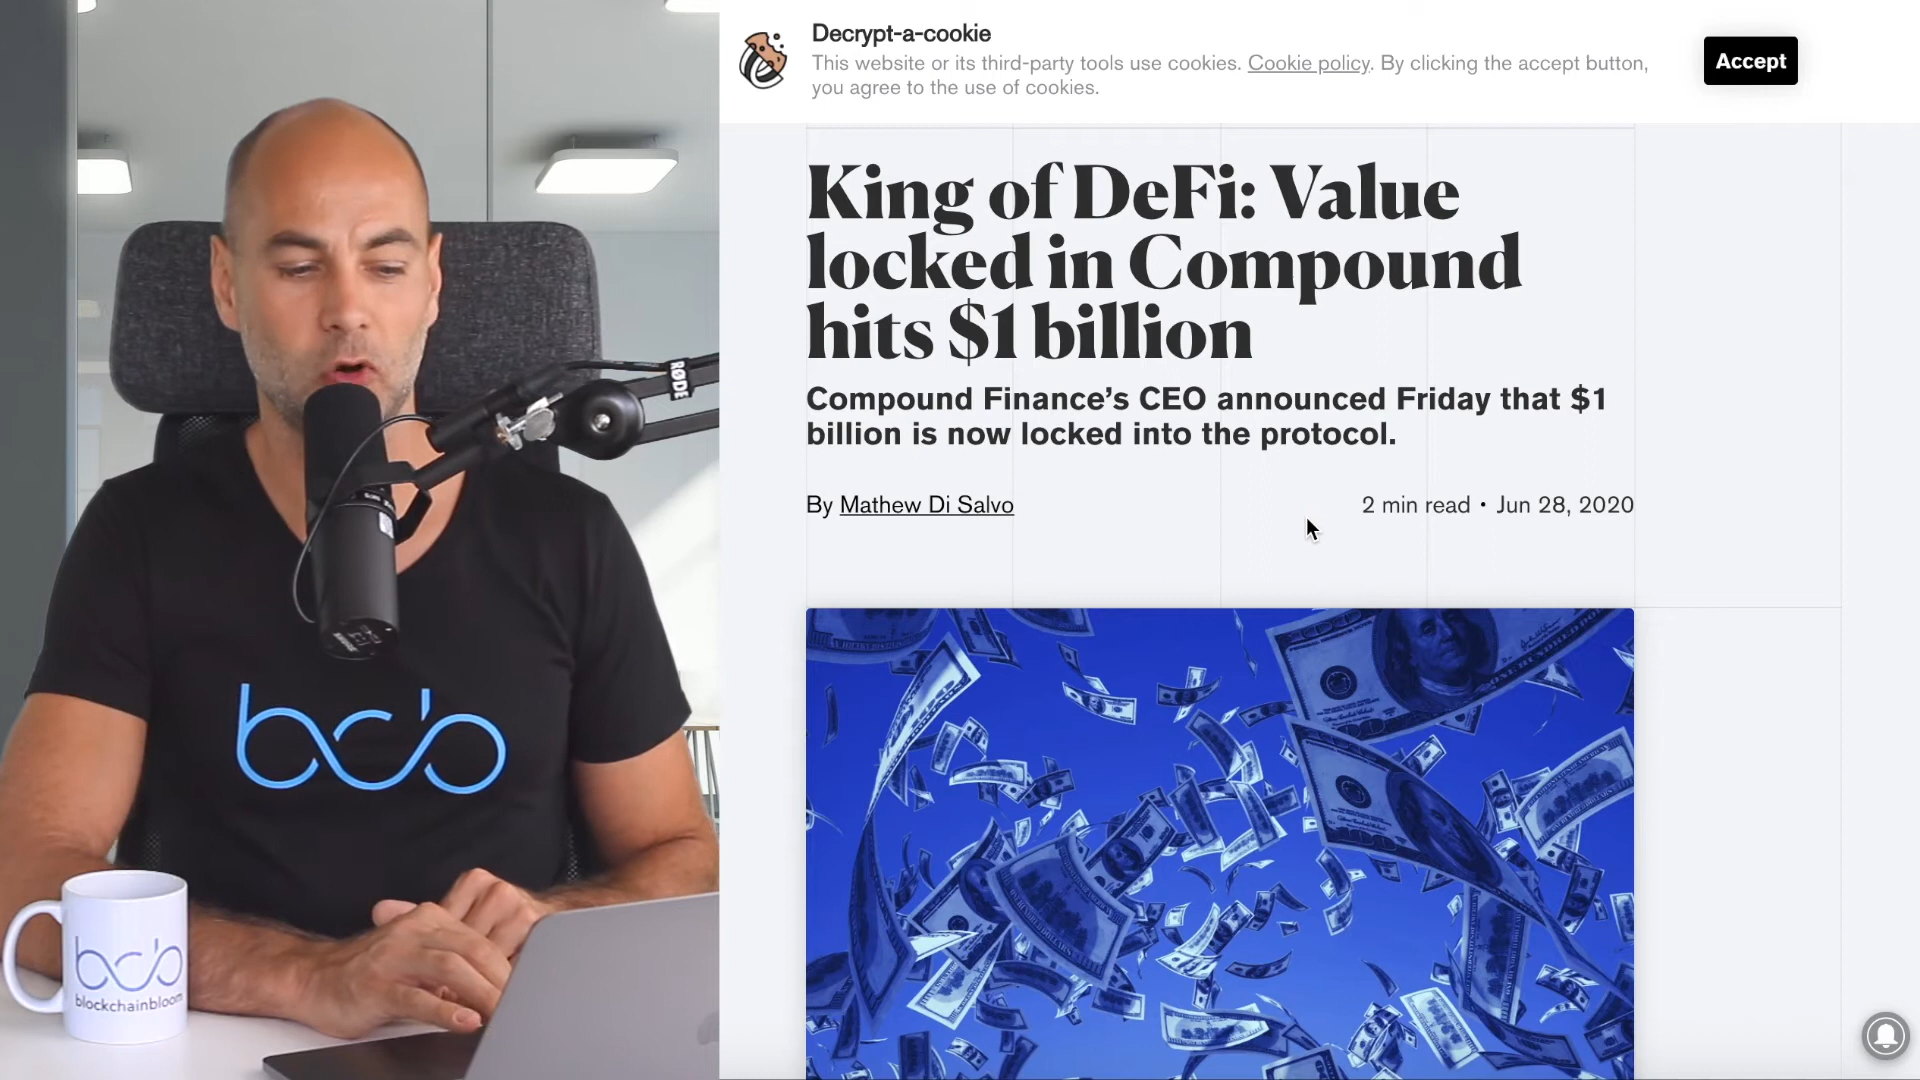 Decrypt-a-cookie
This website or its third-party tools use cookies. Cookie policy. By clicking the accept button,
you agree to the use of cookies.
Accept
King of DeFi: Value
locked in Compound
hits $1 billion
Compound Finance’s CEO announced Friday that $1
billion is now locked into the protocol.
By Mathew Di Salvo
2 min read • Jun 28, 2020
RØDE
bcb
bcb
blockchainbloom